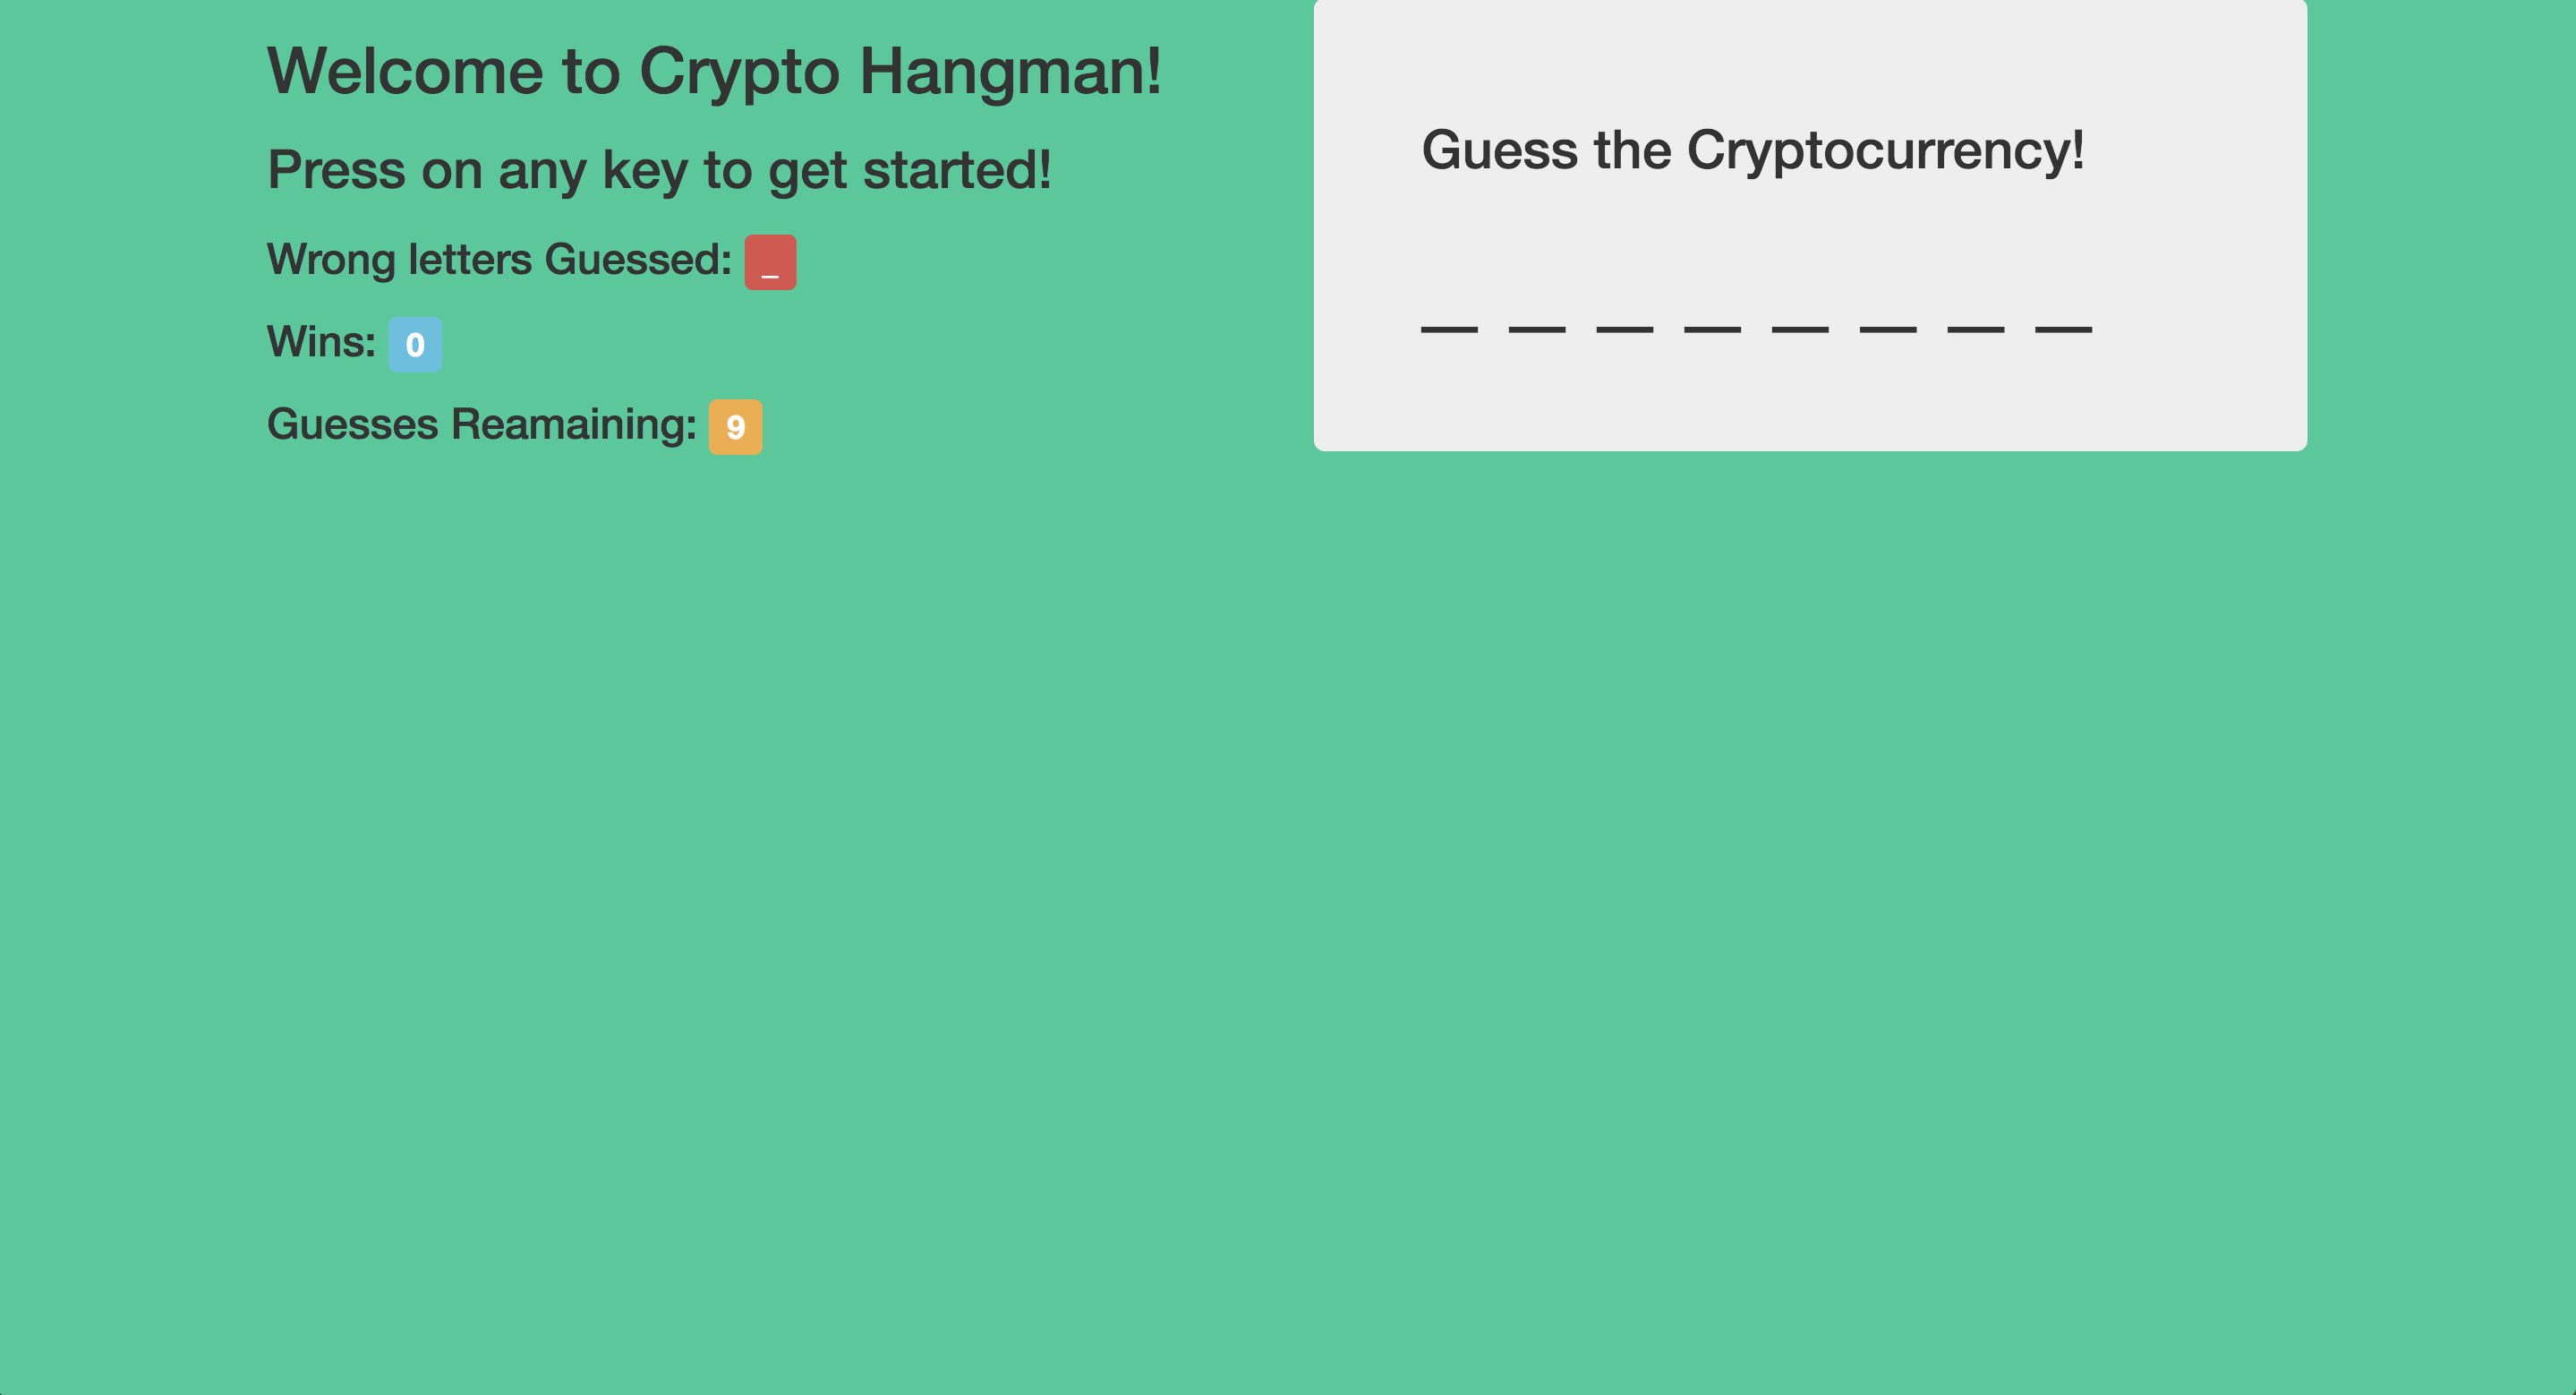 Welcome to Crypto Hangman!
Press on any key to get started!
Wrong letters Guessed: _
Wins: 0
Guesses Reamaining: 9
Guess the Cryptocurrency!
_ _ _ _ _ _ _ _